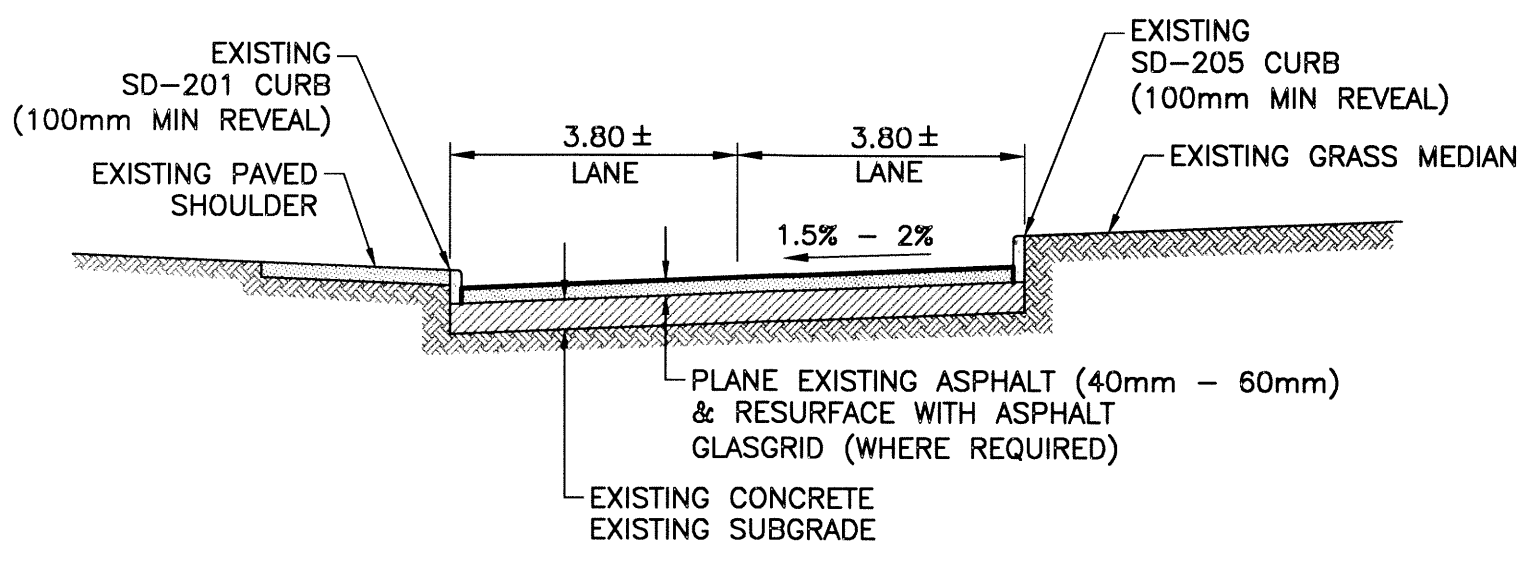 EXISTING
SD-201 CURB
(100mm MIN REVEAL)
EXISTING PAVED
SHOULDER
3.80 ±
LANE
3.80 ±
LANE
1.5% - 2%
EXISTING
SD-205 CURB
(100mm MIN REVEAL)
EXISTING GRASS MEDIAN
PLANE EXISTING ASPHALT (40mm - 60mm)
& RESURFACE WITH ASPHALT
GLASGRID (WHERE REQUIRED)
EXISTING CONCRETE
EXISTING SUBGRADE